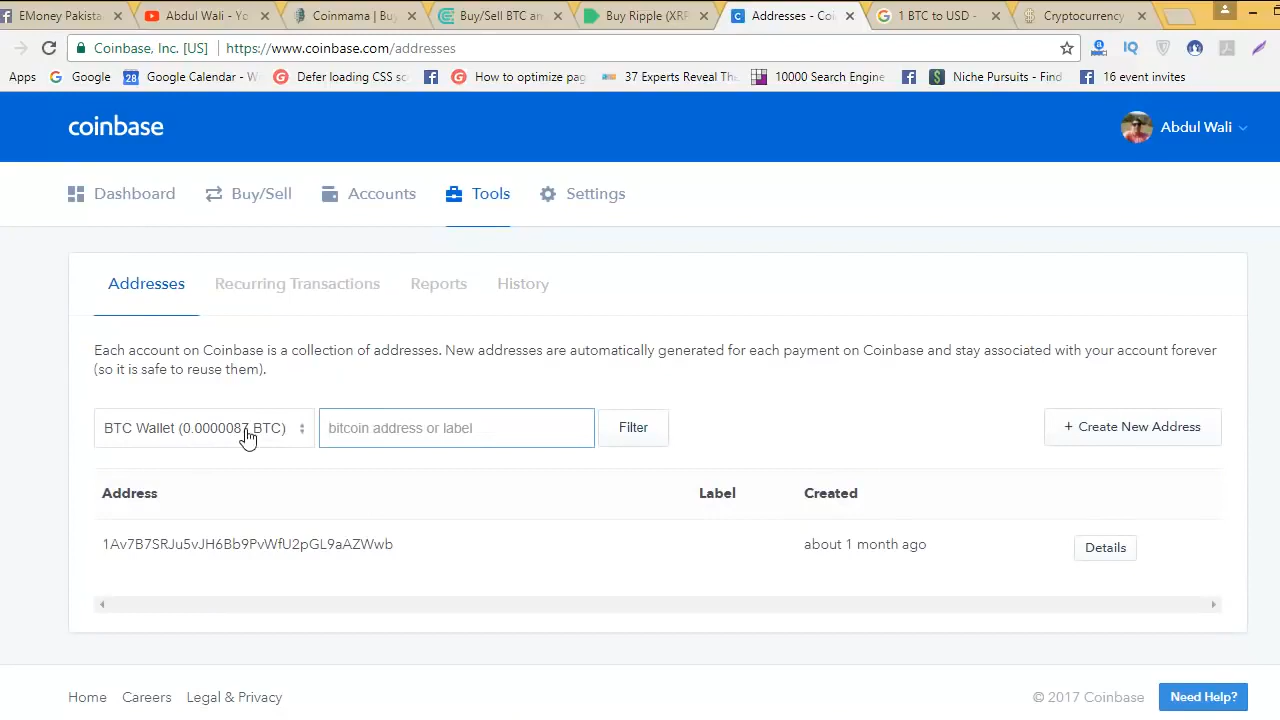 EMoney Pakista
Abdul Wali - Yo
Coinmama | Buy
Buy/Sell BTC an
Buy Ripple (XRP
Addresses - Coi
1 BTC to USD -
Cryptocurrency
Coinbase, Inc. [US]
https://www.coinbase.com/addresses
IQ
Apps
Google
28
Google Calendar - W
Defer loading CSS sc
How to optimize pag
37 Experts Reveal Th
10000 Search Engine
Niche Pursuits - Find
16 event invites
coinbase
Abdul Wali
Dashboard
Buy/Sell
Accounts
Tools
Settings
Addresses
Recurring Transactions
Reports
History
Each account on Coinbase is a collection of addresses. New addresses are automatically generated for each payment on Coinbase and stay associated with your account forever
(so it is safe to reuse them).
BTC Wallet (0.0000087 BTC)
bitcoin address or label
Filter
+ Create New Address
Address
Label
Created
1Av7B7SRJu5vJH6Bb9PvWfU2pGL9aAZWwb
about 1 month ago
Details
Home
Careers
Legal & Privacy
© 2017 Coinbase
Need Help?